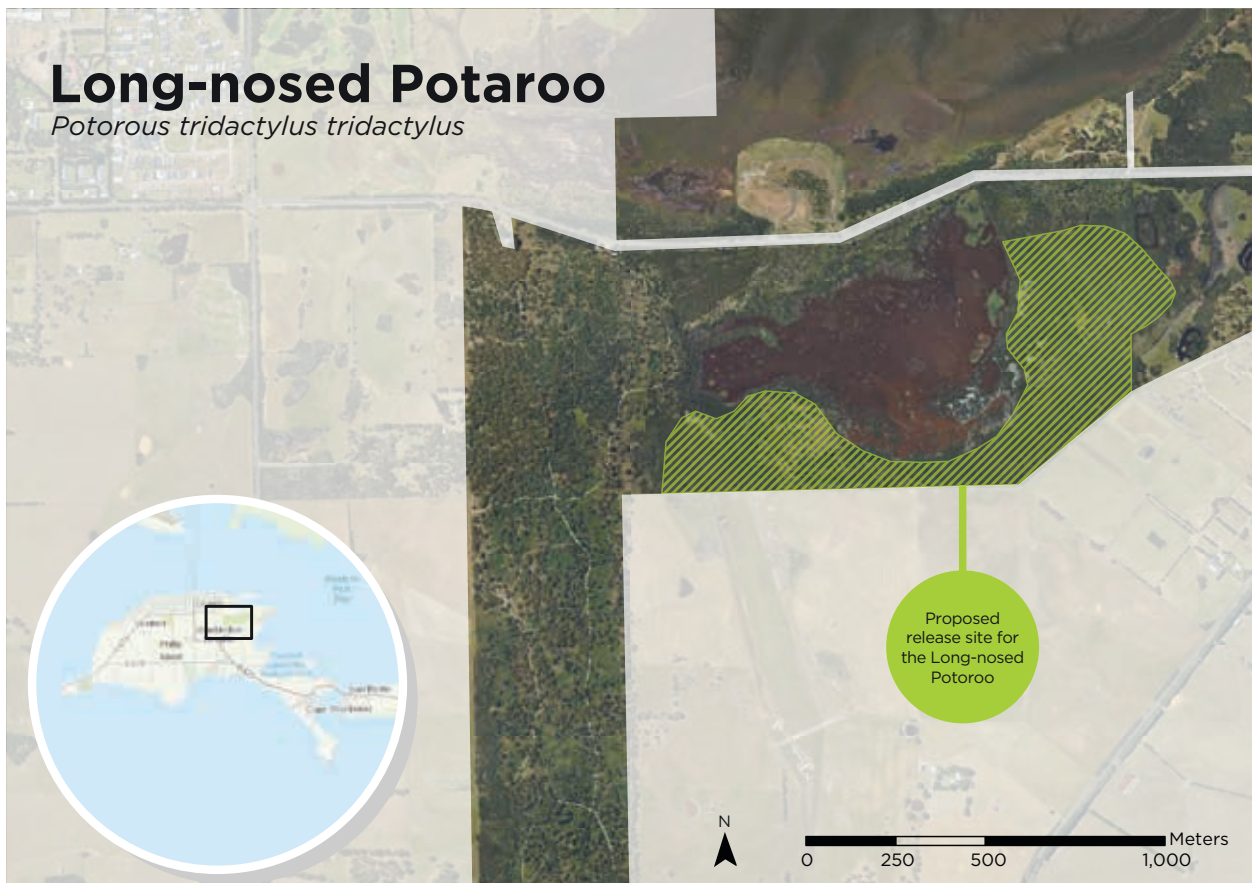 Long-nosed Potaroo
Potorous tridactylus tridactylus
Proposed
release site for
the Long-nosed
Potoroo
N
Meters
0 250 500 1,000